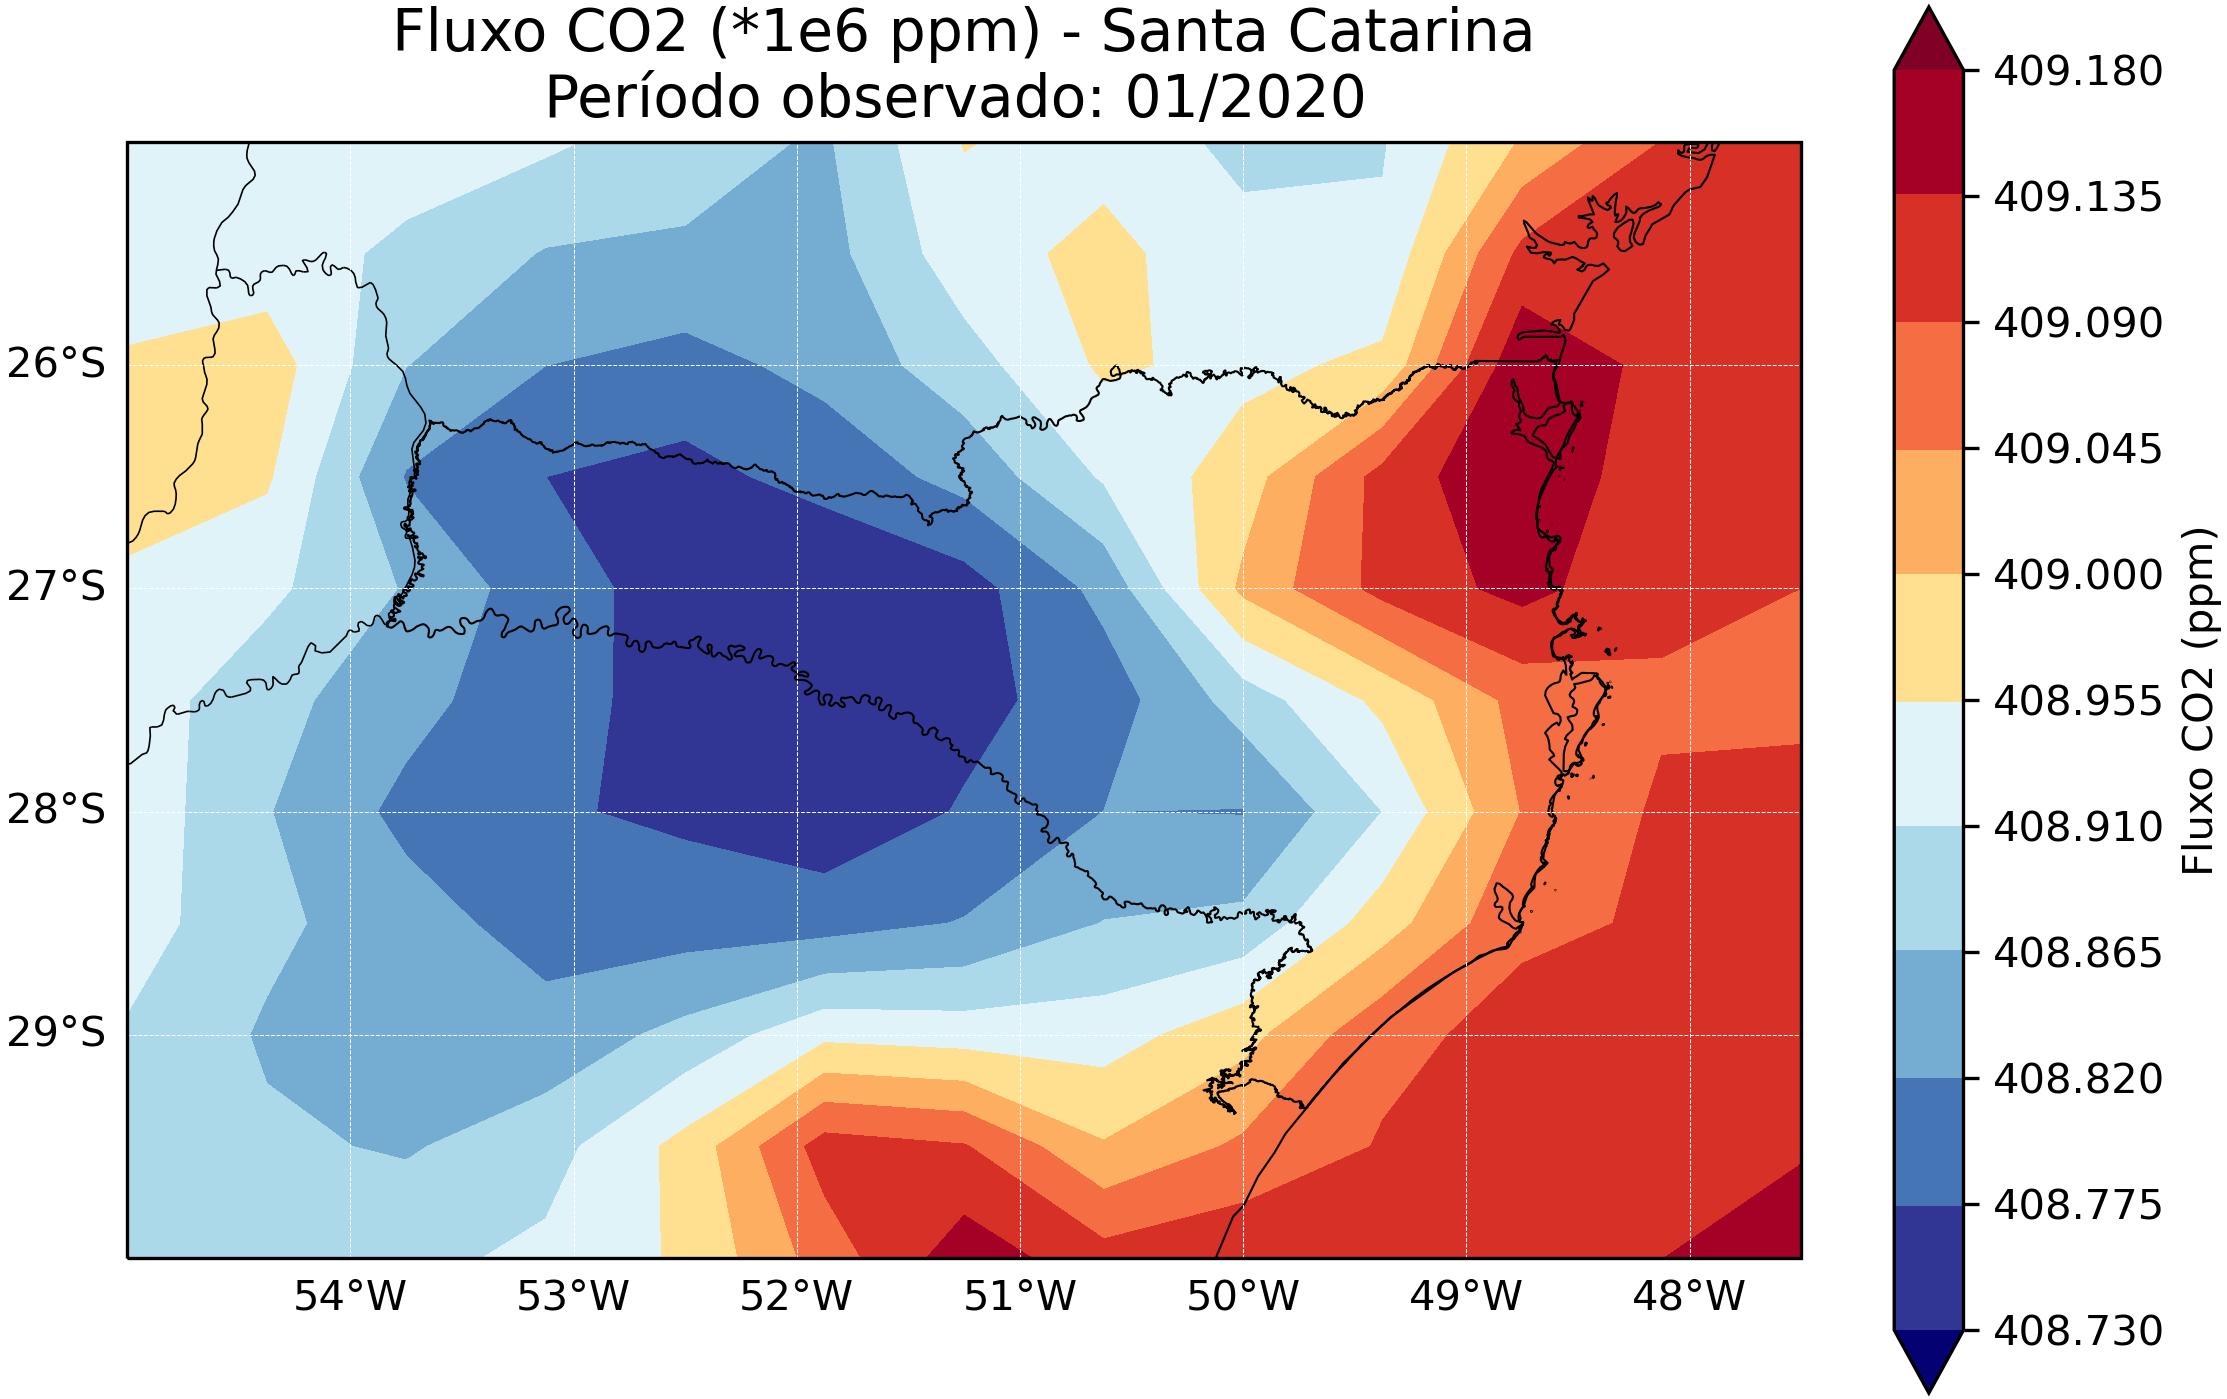 Fluxo CO2 (*1e6 ppm) - Santa Catarina
Período observado: 01/2020
26°S
27°S
28°S
29°S
54°W
53°W
52°W
51°W
50°W
49°W
48°W
409.180
409.135
409.090
409.045
409.000
408.955
408.910
408.865
408.820
408.775
408.730
Fluxo CO2 (ppm)